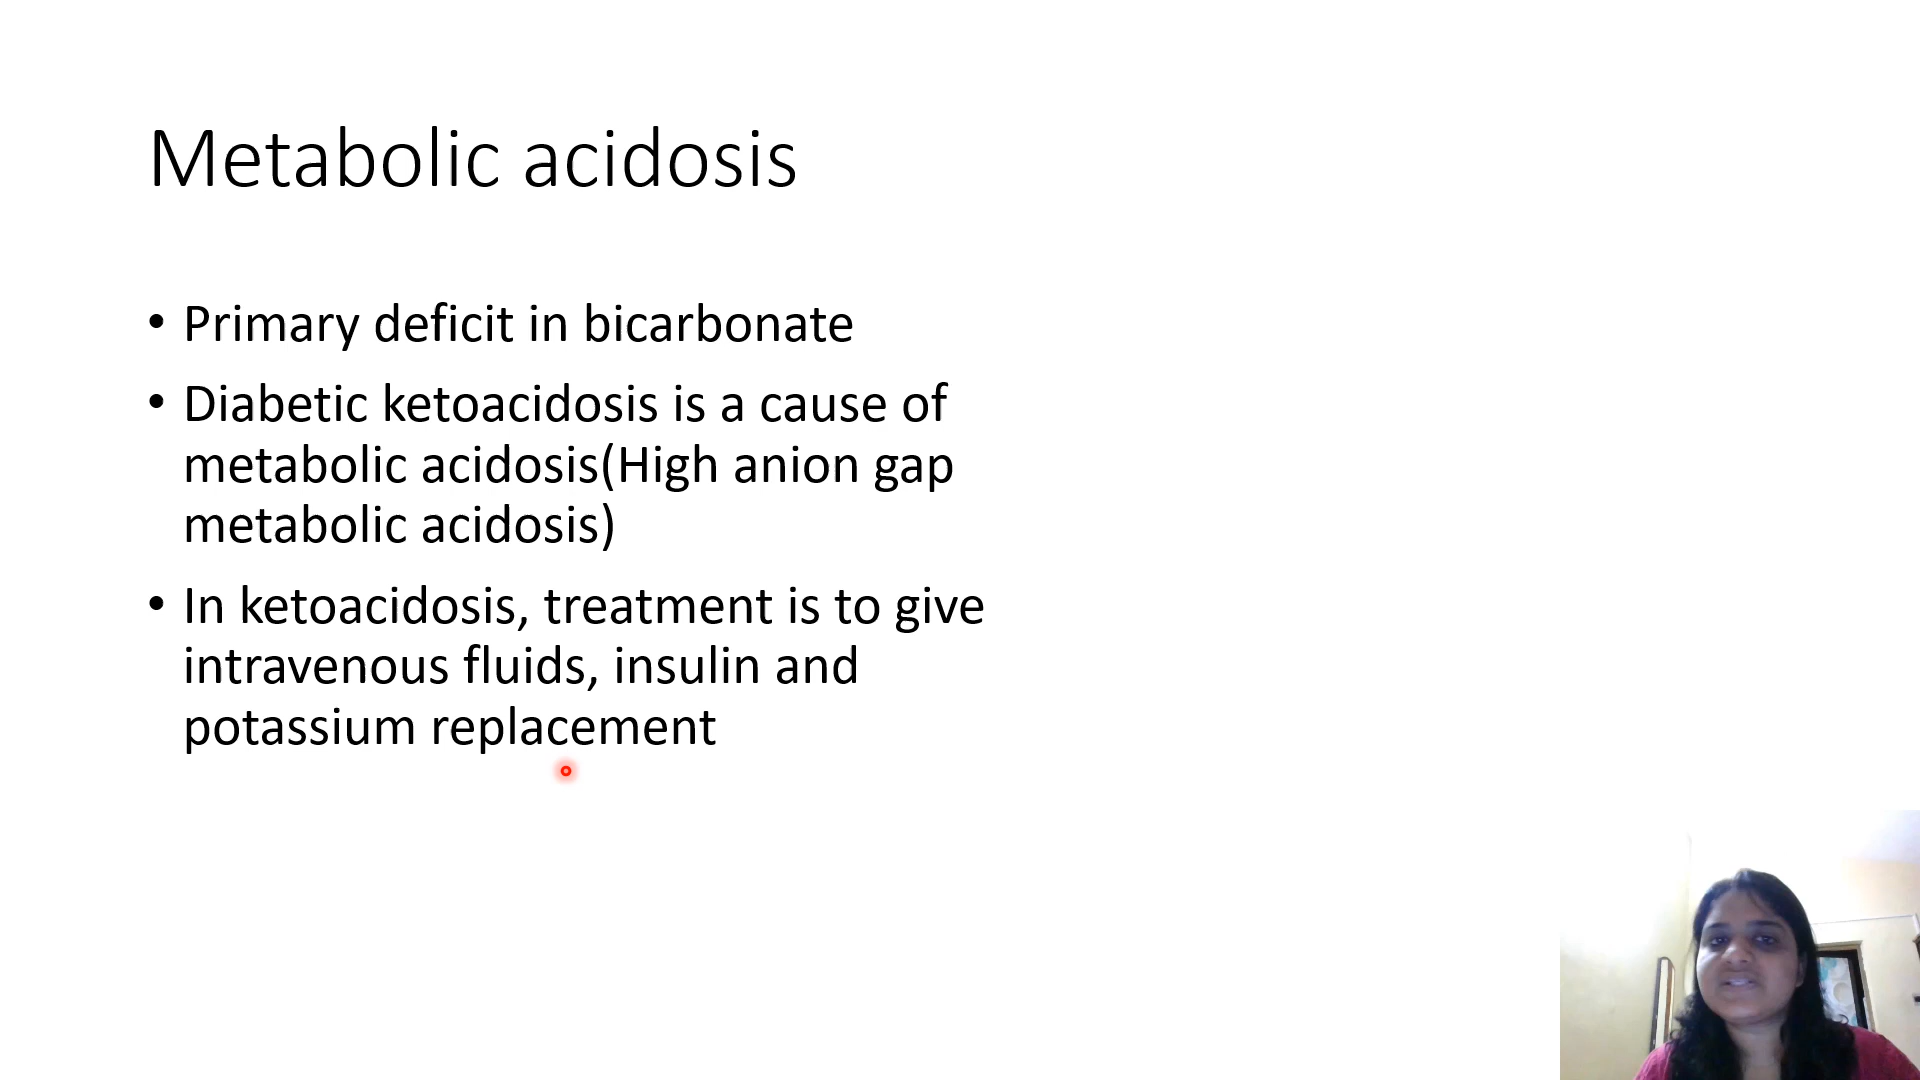 Metabolic acidosis
• Primary deficit in bicarbonate
• Diabetic ketoacidosis is a cause of
metabolic acidosis(High anion gap
metabolic acidosis)
• In ketoacidosis, treatment is to give
intravenous fluids, insulin and
potassium replacement